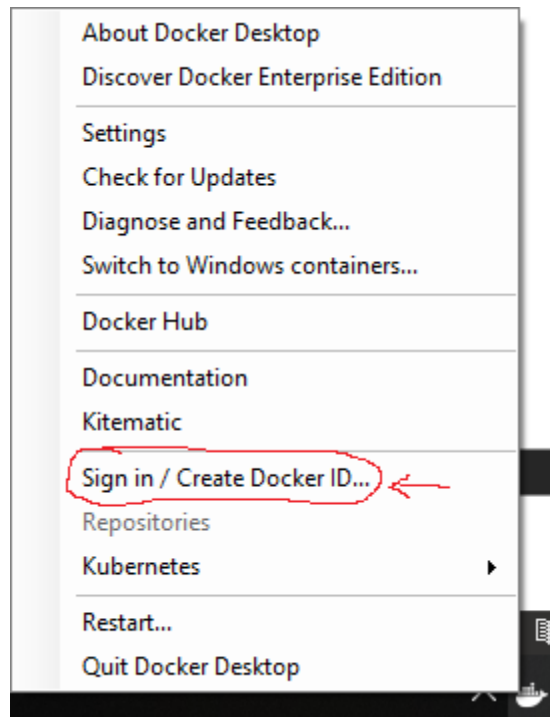 About Docker Desktop
Discover Docker Enterprise Edition
Settings
Check for Updates
Diagnose and Feedback...
Switch to Windows containers...
Docker Hub
Documentation
Kitematic
Sign in / Create Docker ID...
Repositories
Kubernetes
Restart...
Quit Docker Desktop